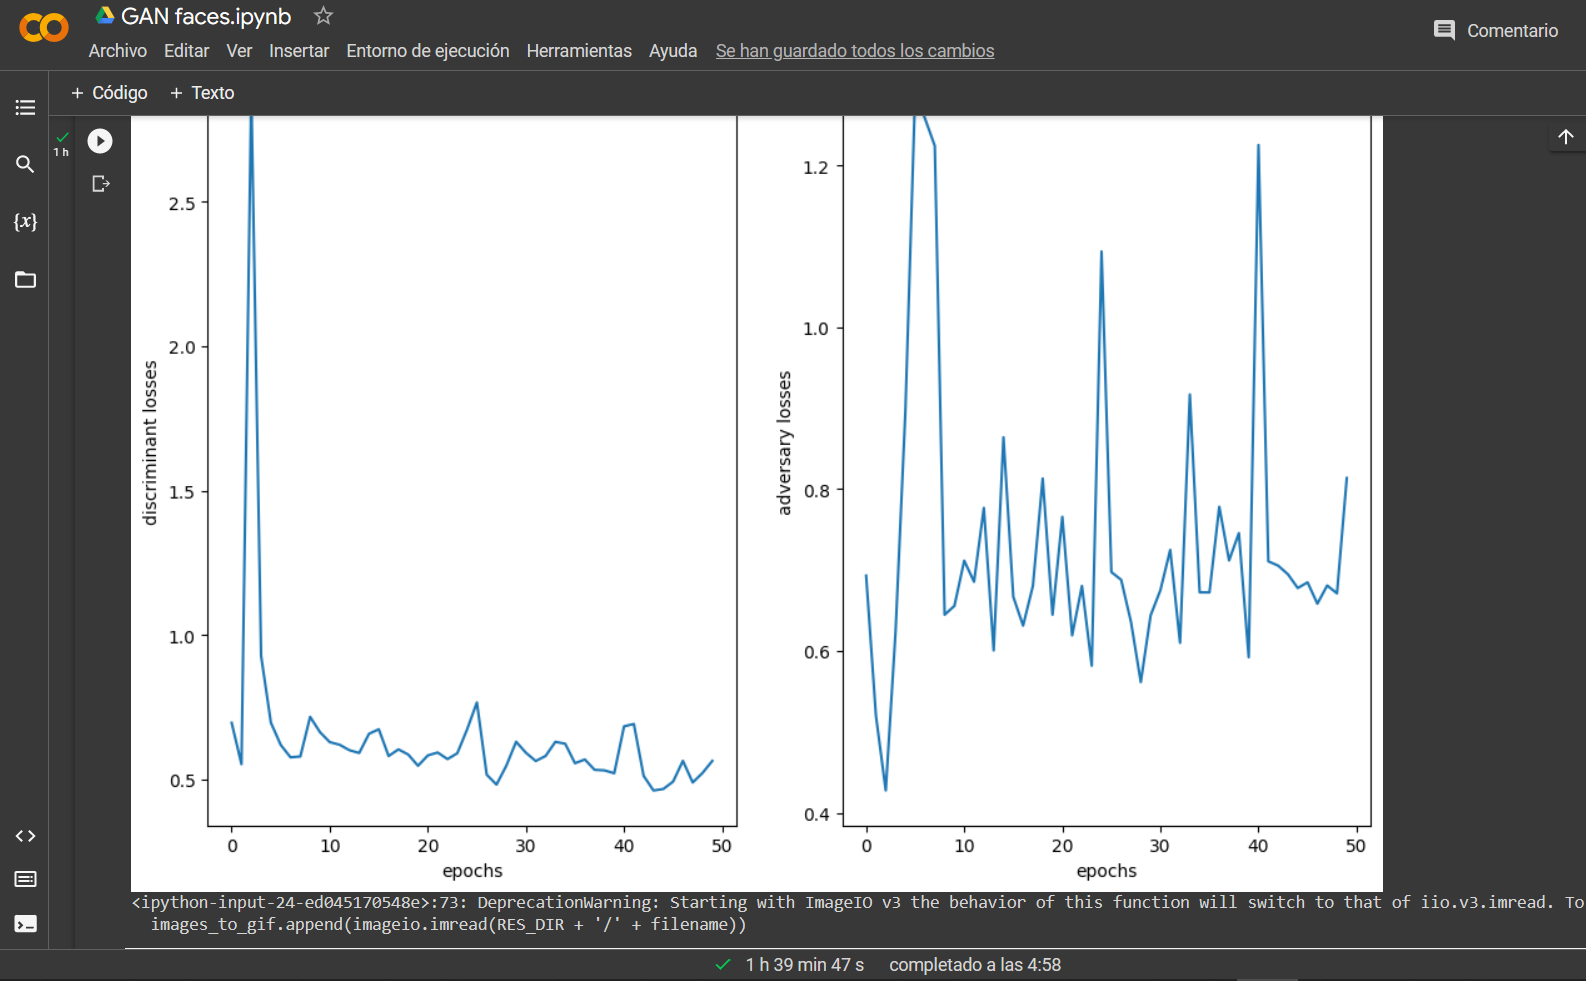 GAN faces.ipynb
Archivo Editar Ver Insertar Entorno de ejecución Herramientas Ayuda Se han guardado todos los cambios
Comentario
+ Código + Texto
1 h
{x}
2.5
2.0
1.5
1.0
0.5
discriminant losses
0 10 20 30 40 50
epochs
1.2
1.0
0.8
0.6
0.4
adversary losses
0 10 20 30 40 50
epochs
<ipython-input-24-ed045170548e>:73: DeprecationWarning: Starting with ImageIO v3 the behavior of this function will switch to that of iio.v3.imread. To
images_to_gif.append(imageio.imread(RES_DIR + '/' + filename))
1 h 39 min 47 s completado a las 4:58